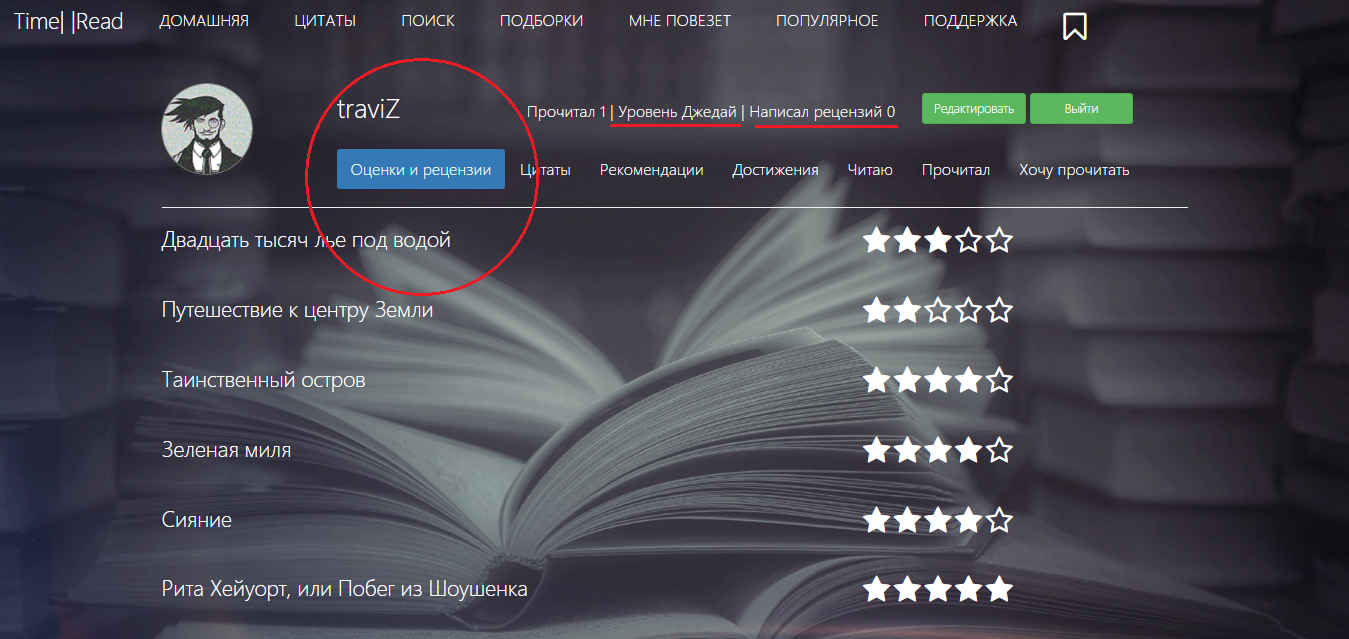 Time| |Read ДОМАШНЯЯ ЦИТАТЫ ПОИСК ПОДБОРКИ МНЕ ПОВЕЗЕТ ПОПУЛЯРНОЕ ПОДДЕРЖКА
traviZ Прочитал 1 | Уровень Джедай | Написал рецензий 0 Редактировать Выйти
Оценки и рецензии Цитаты Рекомендации Достижения Читаю Прочитал Хочу прочитать
Двадцать тысяч лье под водой
Путешествие к центру Земли
Таинственный остров
Зеленая миля
Сияние
Рита Хейуорт, или Побег из Шоушенка